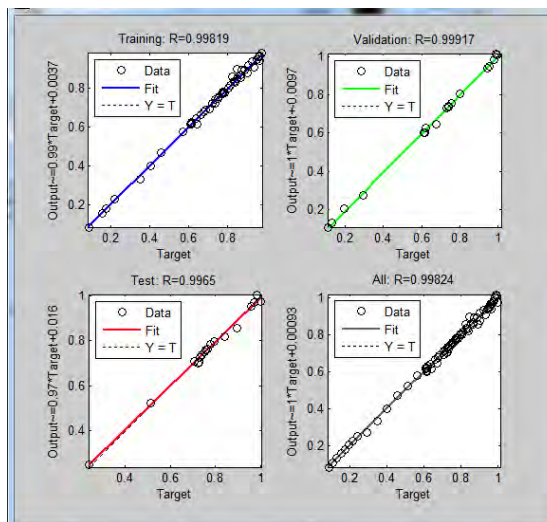 Training: R=0.99819
Output~=0.99*Target+0.0037
Data
Fit
Y = T
0.8
0.6
0.4
0.2
0.2 0.4 0.6 0.8
Target
Validation: R=0.99917
Output~=1*Target+0.0097
1
Data
Fit
Y = T
0.8
0.6
0.4
0.2
0.2 0.4 0.6 0.8 1
Target
Test: R=0.9965
Output~=0.97*Target+0.016
1
Data
Fit
Y = T
0.8
0.6
0.4
0.4 0.6 0.8 1
Target
All: R=0.99824
Output~=1*Target+0.00093
1
Data
Fit
Y = T
0.8
0.6
0.4
0.2
0.2 0.4 0.6 0.8 1
Target